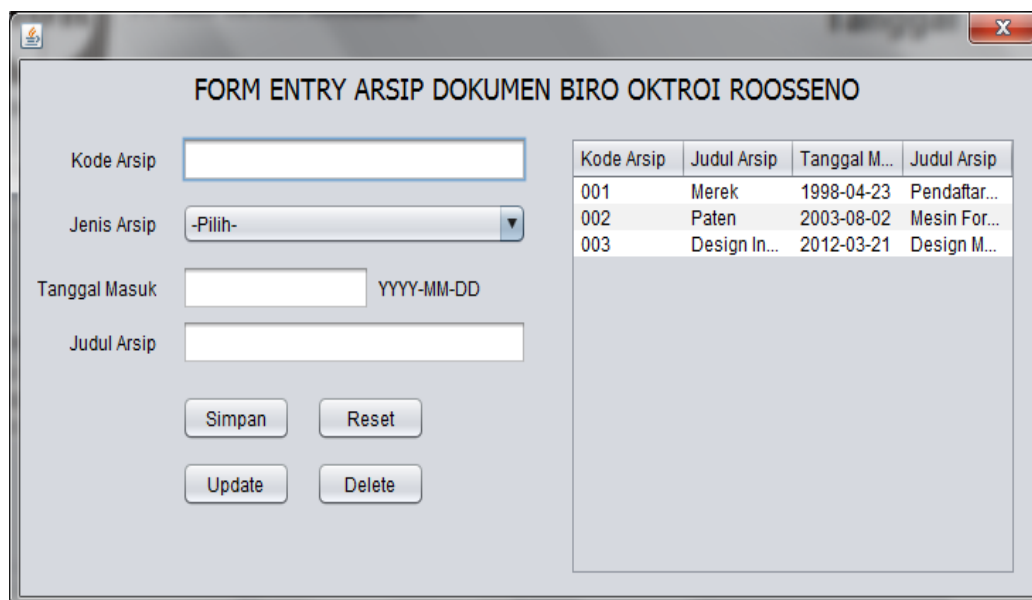 FORM ENTRY ARSIP DOKUMEN BIRO OKTROI ROOSSENO
Kode Arsip
Jenis Arsip
-Pilih-
Tanggal Masuk
YYYY-MM-DD
Judul Arsip
Simpan
Reset
Update
Delete
Kode Arsip Judul Arsip Tanggal M... Judul Arsip
001 Merek 1998-04-23 Pendaftar...
002 Paten 2003-08-02 Mesin For...
003 Design In... 2012-03-21 Design M...